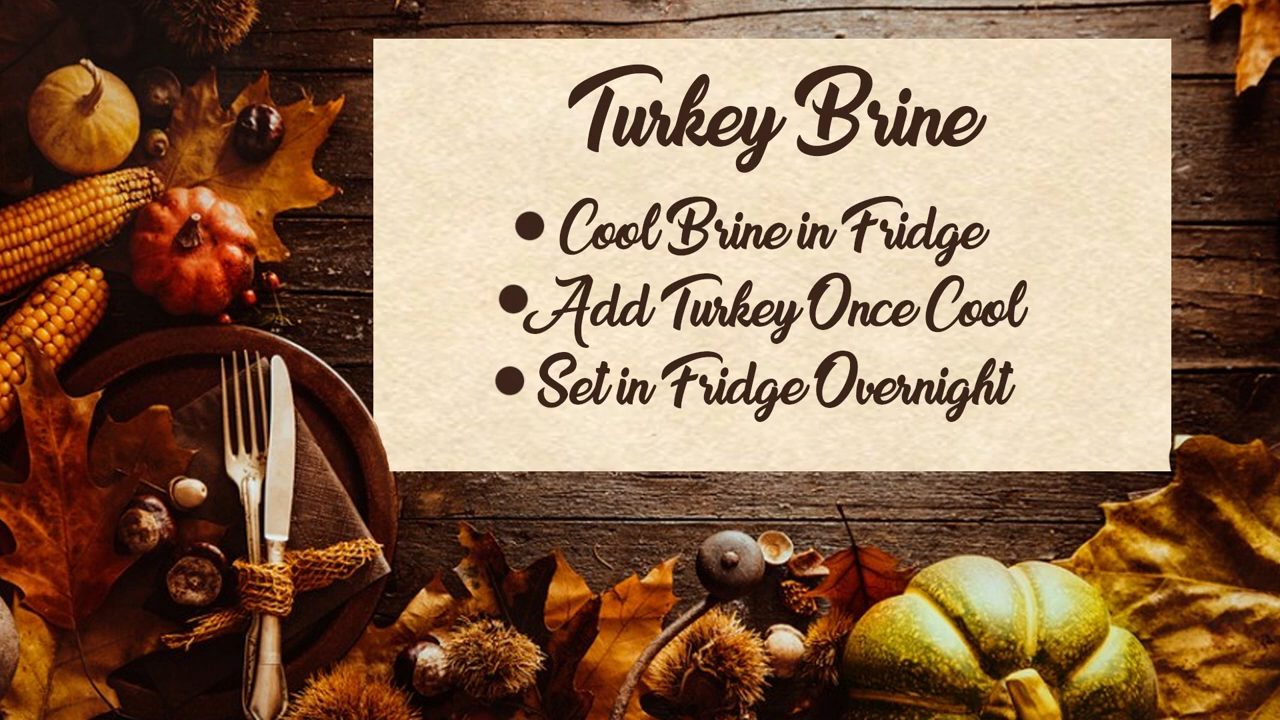 Turkey Brine
• Cool Brine in Fridge
• Add Turkey Once Cool
• Set in Fridge Overnight